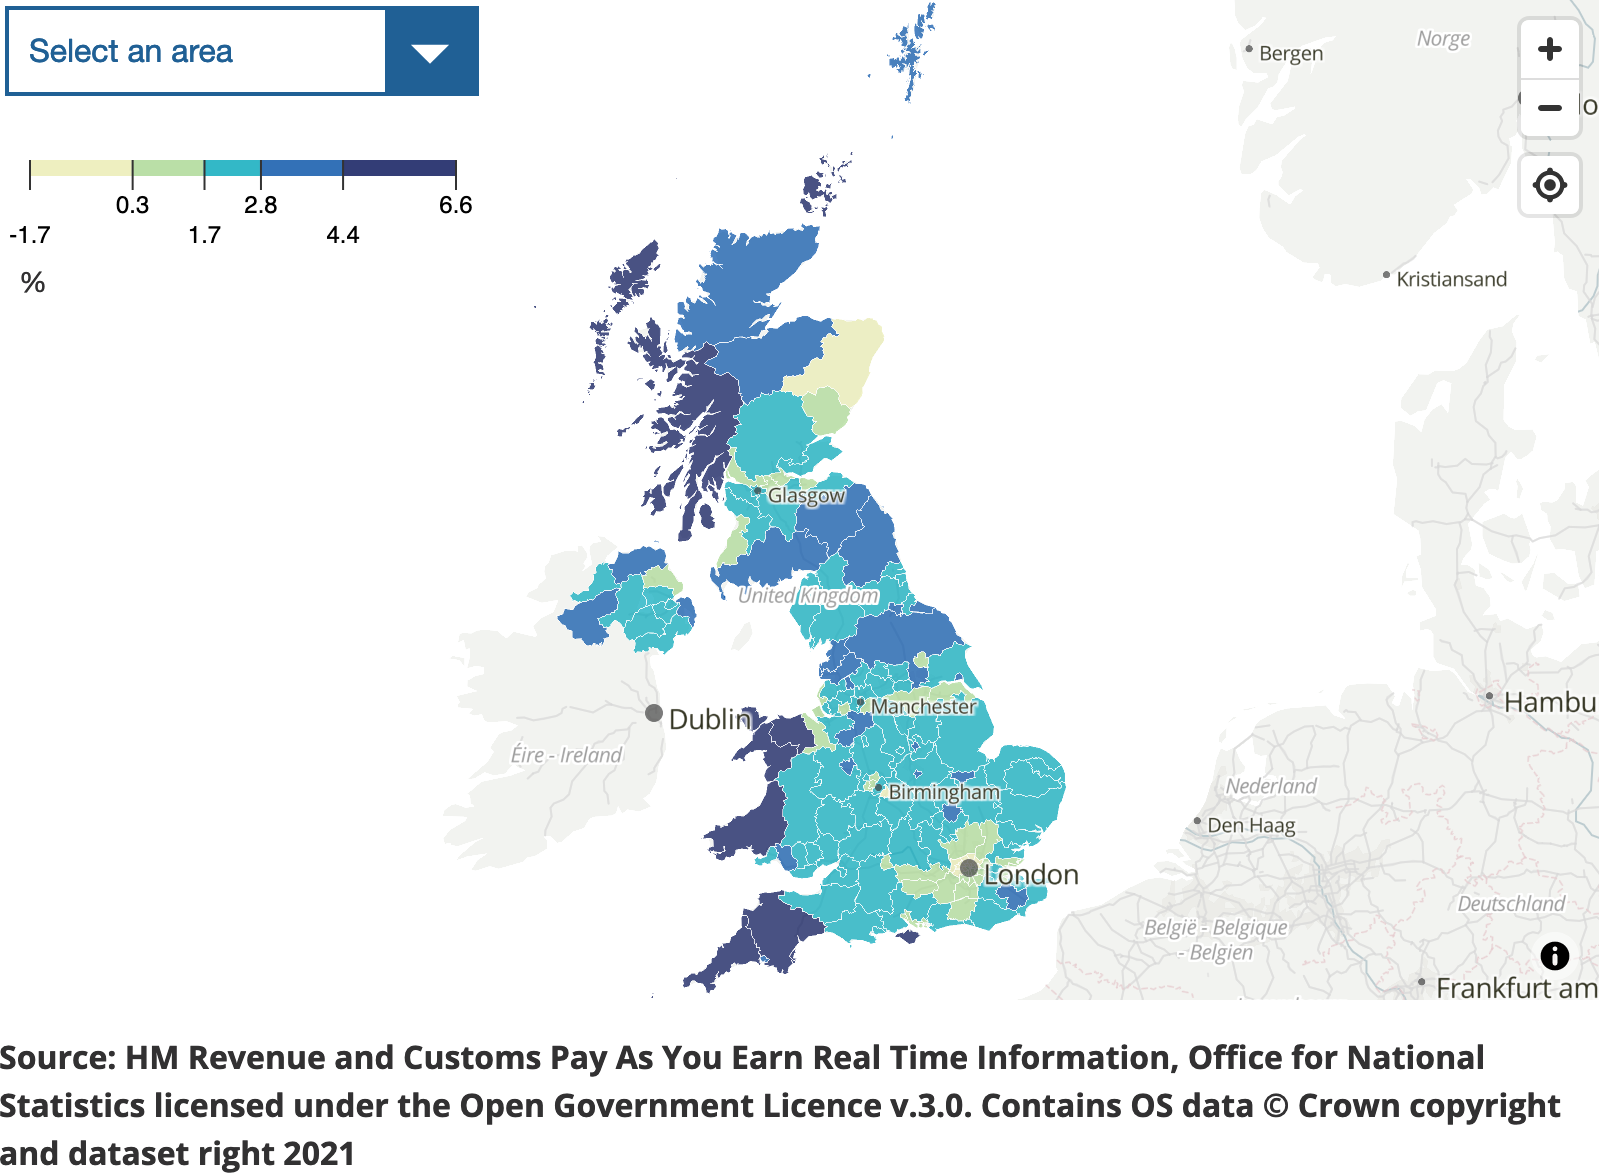 Select an area
-1.7
0.3
1.7
2.8
4.4
6.6
%
Bergen
Norge
lo
Kristiansand
Glasgow
United Kingdom
Dublin
Éire - Ireland
Manchester
Birmingham
London
Hambu
Nederland
Den Haag
België - Belgique
- Belgien
Deutschland
Frankfurt am
Source: HM Revenue and Customs Pay As You Earn Real Time Information, Office for National
Statistics licensed under the Open Government Licence v.3.0. Contains OS data © Crown copyright
and dataset right 2021